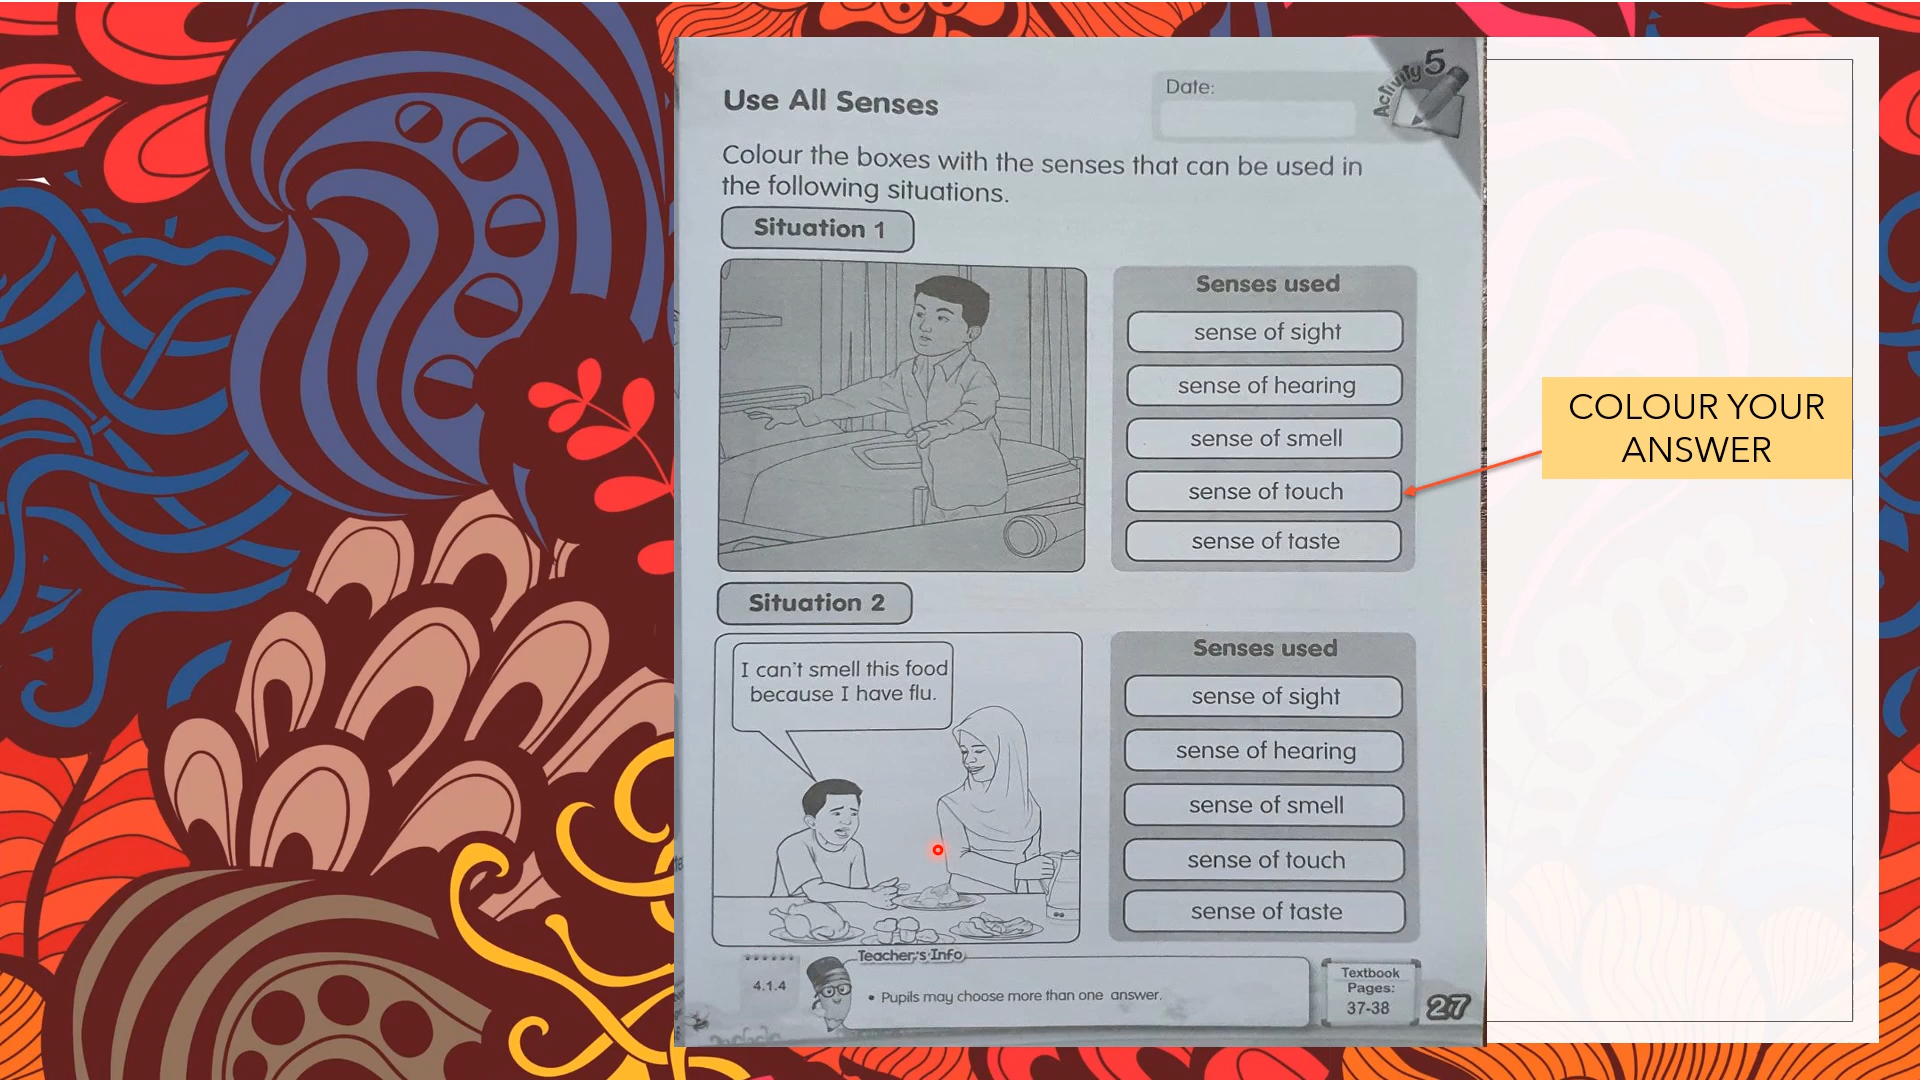 Use All Senses
Date:
Activity 5
Colour the boxes with the senses that can be used in
the following situations.
Situation 1
Senses used
sense of sight
sense of hearing
sense of smell
sense of touch
sense of taste
COLOUR YOUR
ANSWER
Situation 2
I can't smell this food
because I have flu.
Senses used
sense of sight
sense of hearing
sense of smell
sense of touch
sense of taste
4.1.4
Teacher's Info
• Pupils may choose more than one answer.
Textbook
Pages:
37-38
27